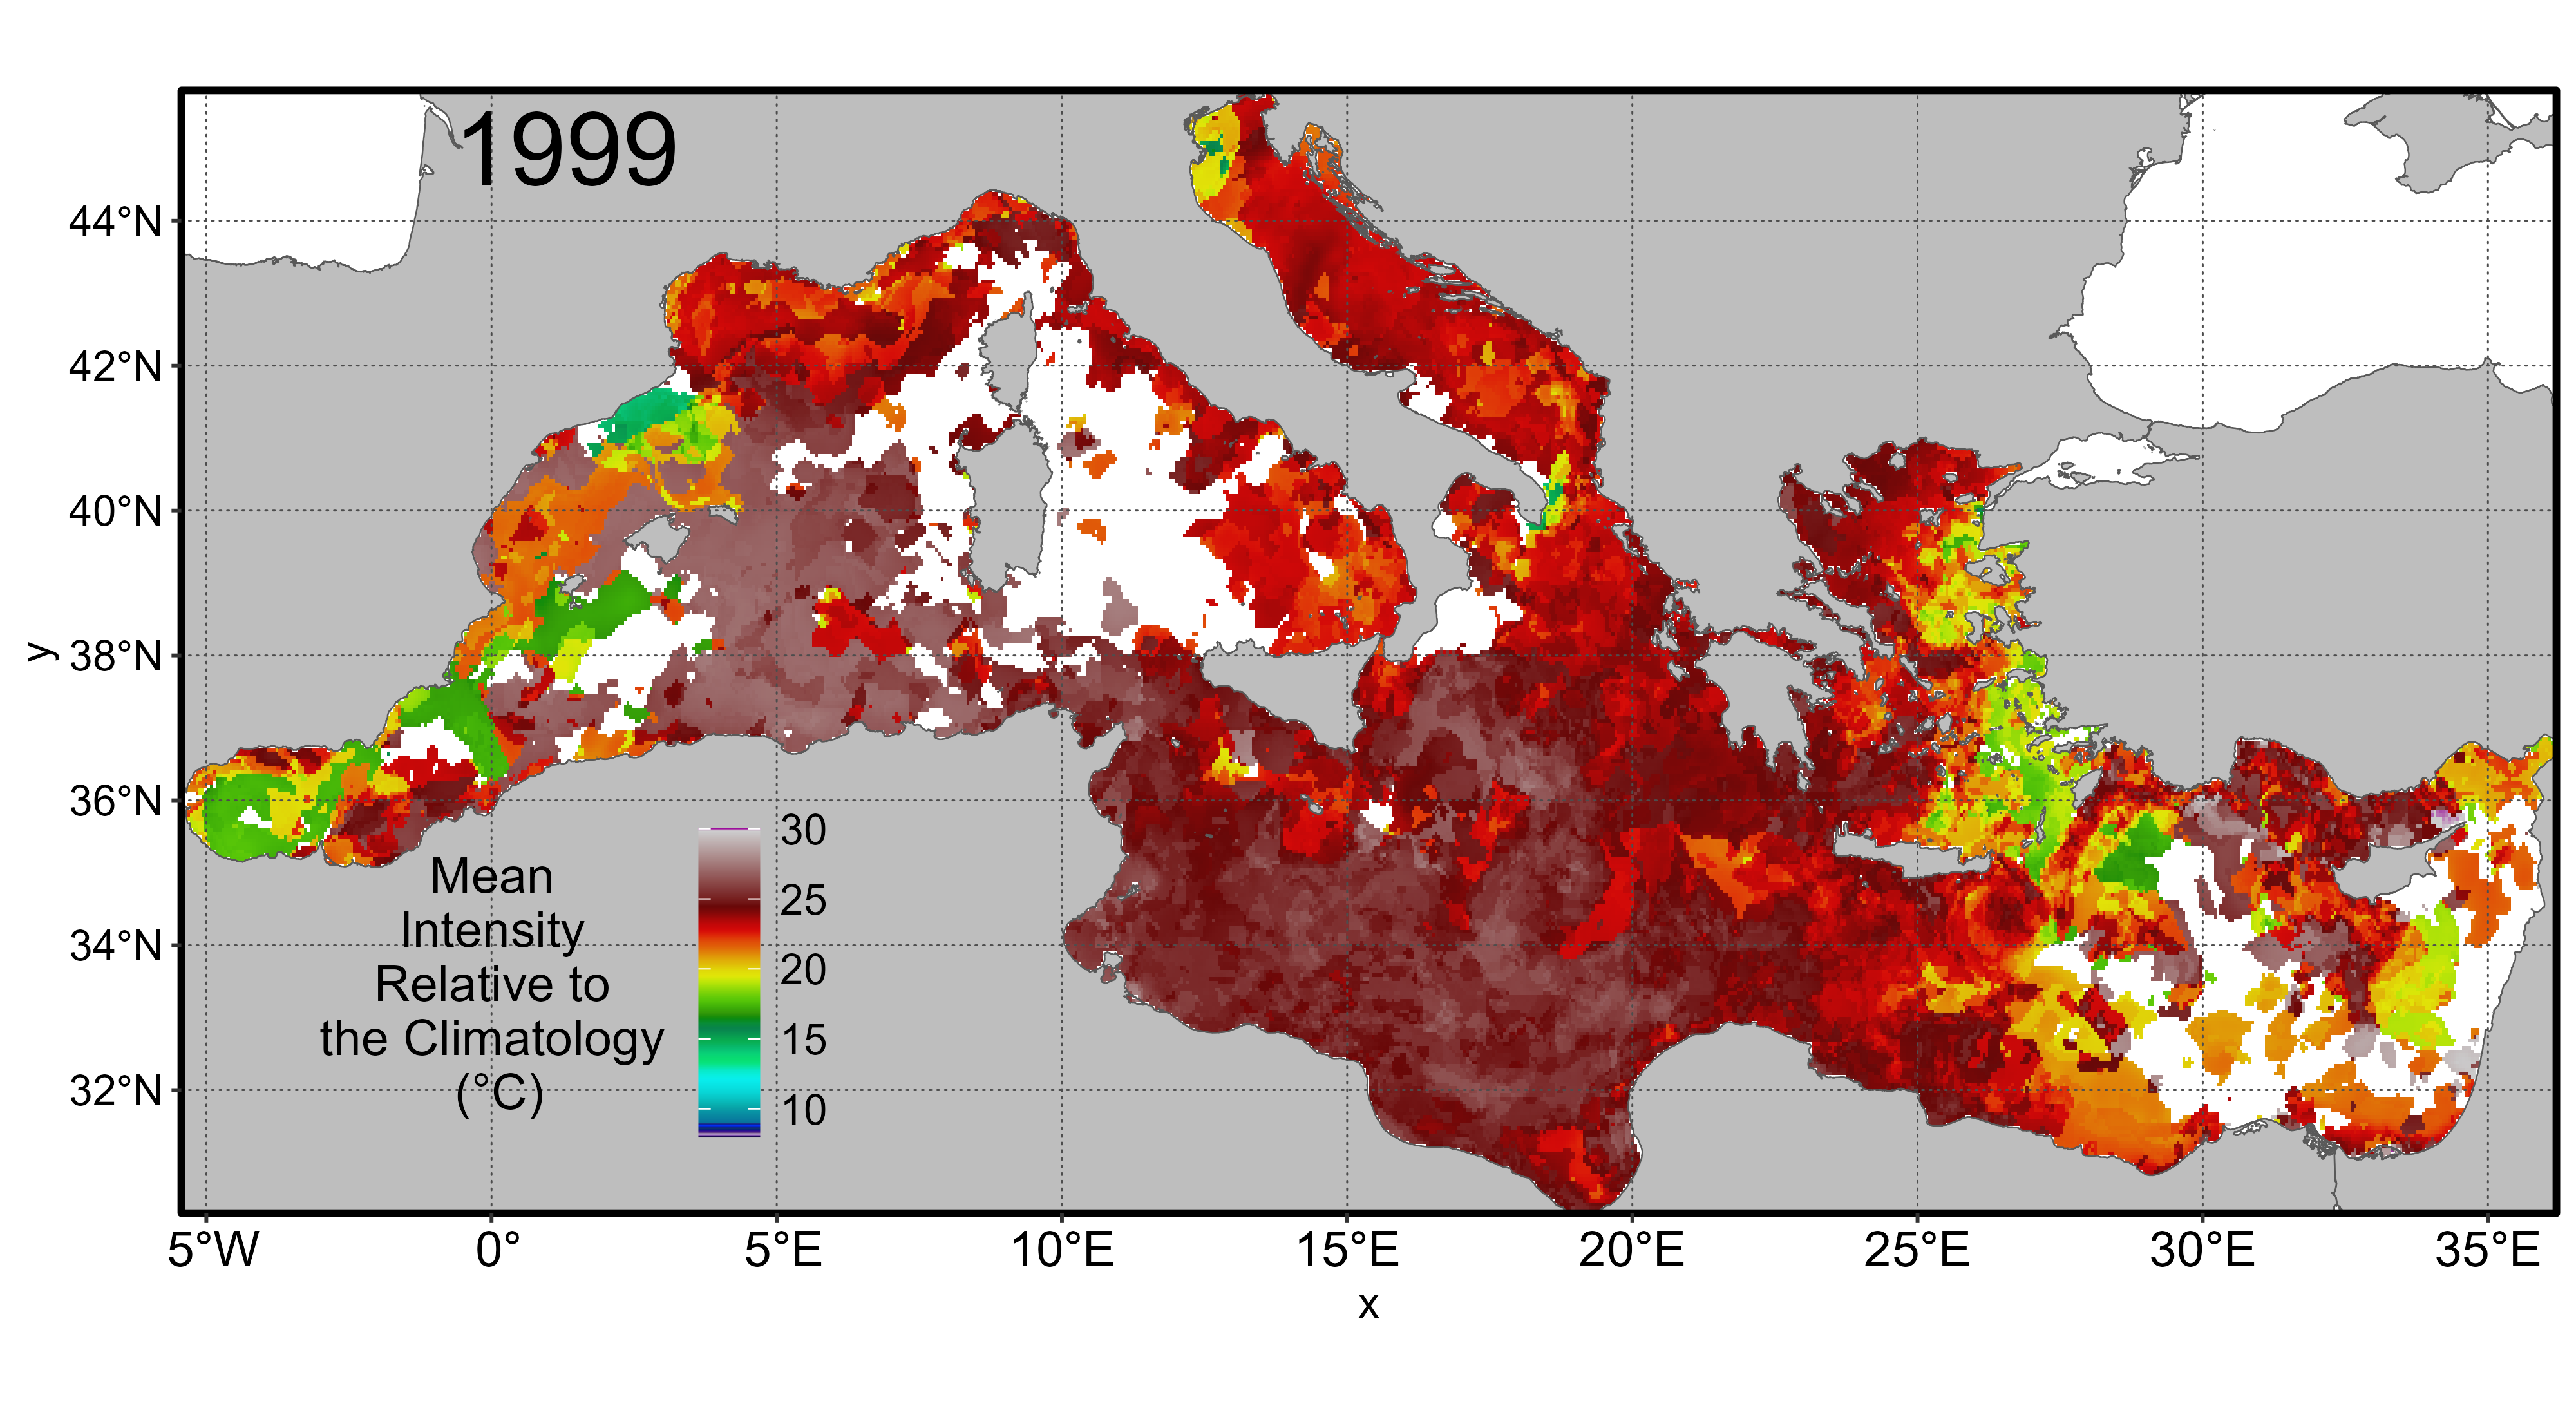 1999
44°N
42°N
40°N
38°N
36°N
34°N
32°N
y
Mean
Intensity
Relative to
the Climatology
(°C)
30
25
20
15
10
5°W
0°
5°E
10°E
15°E
20°E
25°E
30°E
35°E
x